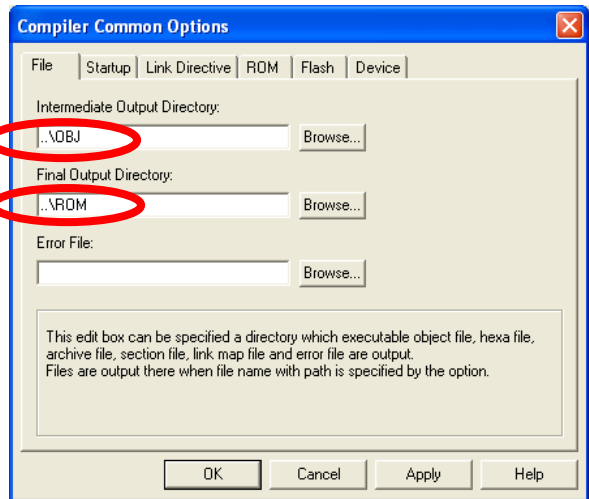 Compiler Common Options
File Startup Link Directive ROM Flash Device
Intermediate Output Directory:
..\OBJ Browse...
Final Output Directory:
..\ROM Browse...
Error File:
Browse...
This edit box can be specified a directory which executable object file, hexa file,
archive file, section file, link map file and error file are output.
Files are output there when file name with path is specified by the option.
OK Cancel Apply Help